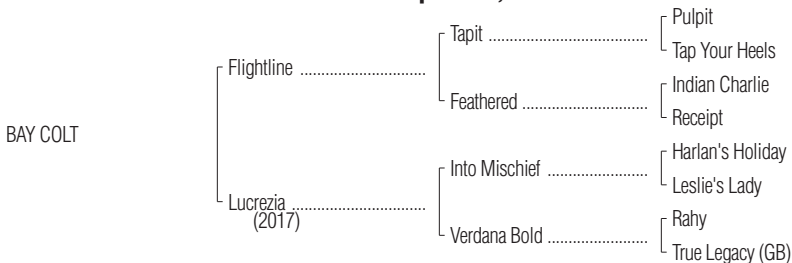 Pulpit
Tapit ......................................
Tap Your Heels
Flightline ..............................
Indian Charlie
Feathered ..............................
Receipt
BAY COLT
Harlan's Holiday
Into Mischief ........................
Leslie's Lady
Lucrezia ................................
(2017)
Rahy
Verdana Bold ........................
True Legacy (GB)